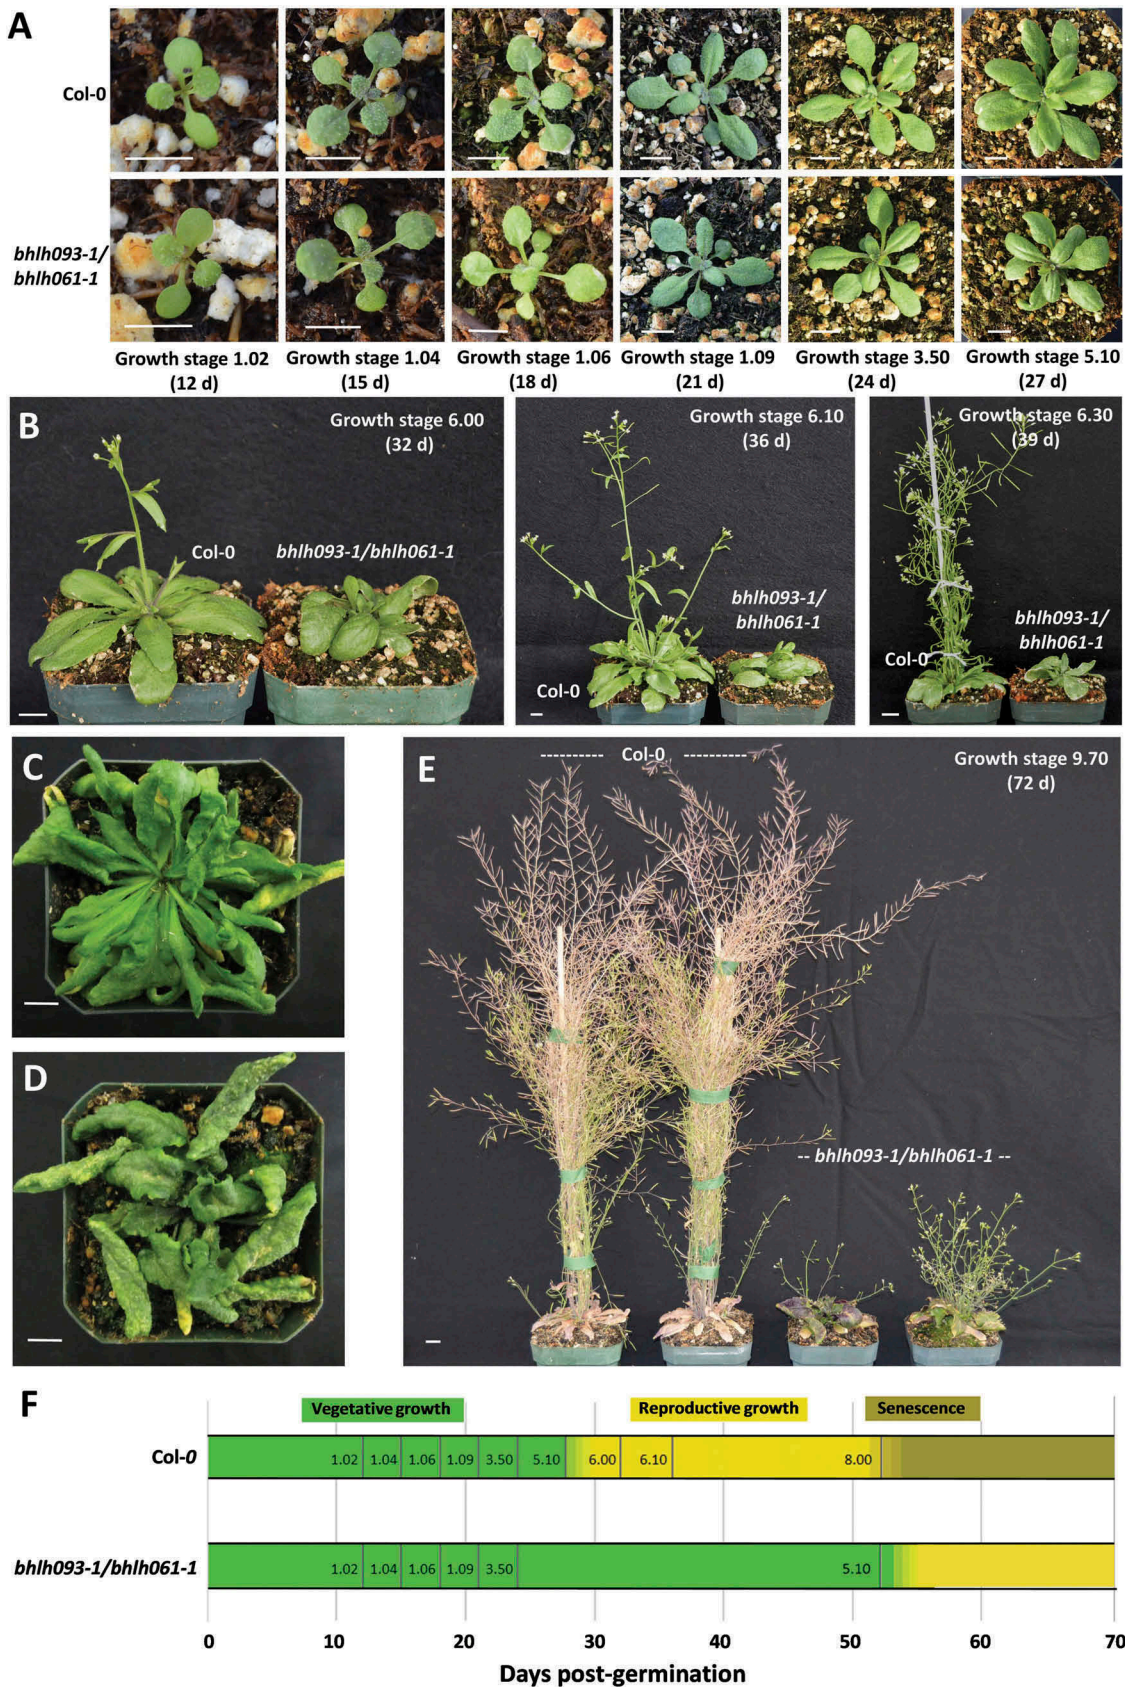 A
Col-0
bhlh093-1/
bhlh061-1
Growth stage 1.02
(12 d)
Growth stage 1.04
(15 d)
Growth stage 1.06
(18 d)
Growth stage 1.09
(21 d)
Growth stage 3.50
(24 d)
Growth stage 5.10
(27 d)
B
Growth stage 6.00
(32 d)
Col-0
bhlh093-1/bhlh061-1
Growth stage 6.10
(36 d)
bhlh093-1/
bhlh061-1
Col-0
Growth stage 6.30
(39 d)
bhlh093-1/
bhlh061-1
Col-0
C
D
E
Col-0
Growth stage 9.70
(72 d)
-- bhlh093-1/bhlh061-1 --
F
Vegetative growth
Reproductive growth
Senescence
Col-0
1.02 1.04 1.06 1.09 3.50 5.10 6.00 6.10 8.00
bhlh093-1/bhlh061-1
1.02 1.04 1.06 1.09 3.50 5.10
0 10 20 30 40 50 60 70
Days post-germination